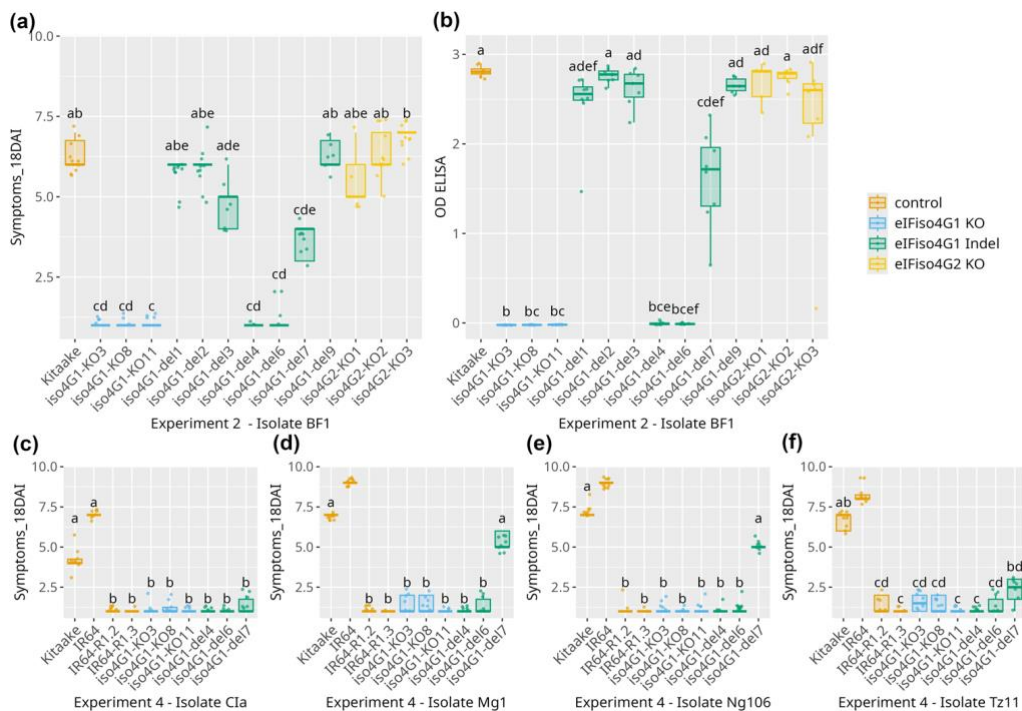 (a)
10.0
7.5
5.0
2.5
Symptoms_18DAI
ab
cd
cd
c
abe
abe
ade
cd
cd
cde
ab
abe
ab
b
Kitaake
iso4G1-KO3
iso4G1-KO8
iso4G1-KO11
iso4G1-del1
iso4G1-del2
iso4G1-del3
iso4G1-del4
iso4G1-del6
iso4G1-del7
iso4G1-del9
iso4G2-KO1
iso4G2-KO2
iso4G2-KO3
Experiment 2 - Isolate BF1
(b)
3
2
1
0
OD ELISA
a
b
bc
bc
adef
a
ad
bce
bcef
cdef
ad
ad
a
adf
Kitaake
iso4G1-KO3
iso4G1-KO8
iso4G1-KO11
iso4G1-del1
iso4G1-del2
iso4G1-del3
iso4G1-del4
iso4G1-del6
iso4G1-del7
iso4G1-del9
iso4G2-KO1
iso4G2-KO2
iso4G2-KO3
Experiment 2 - Isolate BF1
control
eIFiso4G1 KO
eIFiso4G1 Indel
eIFiso4G2 KO
(c)
10.0
7.5
5.0
2.5
Symptoms_18DAI
a
a
b
b
b
b
b
b
b
b
Kitaake
IR64
IR64-R1.2
IR64-R1.3
iso4G1-KO3
iso4G1-KO8
iso4G1-KO11
iso4G1-del4
iso4G1-del6
iso4G1-del7
Experiment 4 - Isolate CIa
(d)
10.0
7.5
5.0
2.5
Symptoms_18DAI
a
b
b
b
b
b
b
b
a
Kitaake
IR64
IR64-R1.2
IR64-R1.3
iso4G1-KO3
iso4G1-KO8
iso4G1-KO11
iso4G1-del4
iso4G1-del6
iso4G1-del7
Experiment 4 - Isolate Mg1
(e)
10.0
7.5
5.0
2.5
Symptoms_18DAI
a
b
b
b
b
b
b
b
a
Kitaake
IR64
IR64-R1.2
IR64-R1.3
iso4G1-KO3
iso4G1-KO8
iso4G1-KO11
iso4G1-del4
iso4G1-del6
iso4G1-del7
Experiment 4 - Isolate Ng106
(f)
10.0
7.5
5.0
2.5
Symptoms_18DAI
ab
a
cd
c
cd
cd
c
c
cd
bd
Kitaake
IR64
IR64-R1.2
IR64-R1.3
iso4G1-KO3
iso4G1-KO8
iso4G1-KO11
iso4G1-del4
iso4G1-del6
iso4G1-del7
Experiment 4 - Isolate Tz11